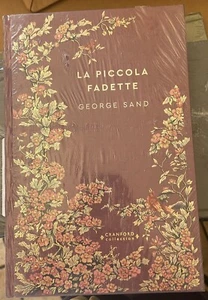 LA PICCOLA
FADETTE
GEORGE SAND
CRANFORD
Collection